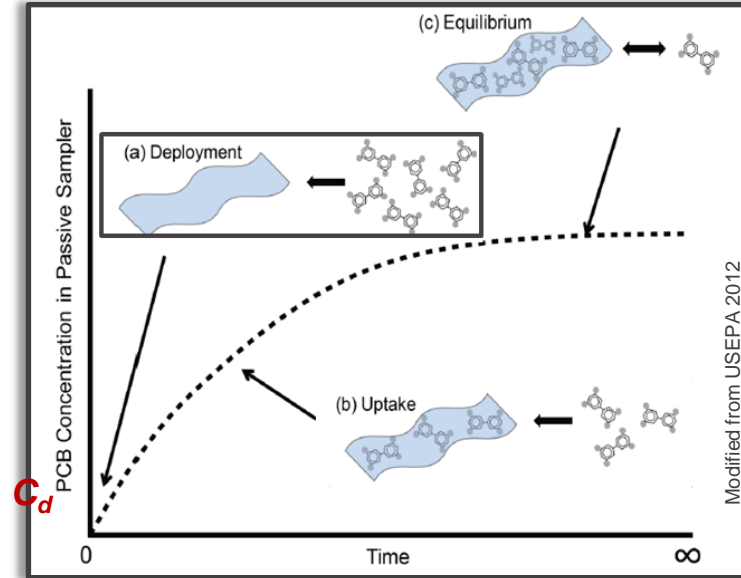 (c) Equilibrium
(a) Deployment
PCB Concentration in Passive Sampler
(b) Uptake
Modified from USEPA 2012
C_d
0
Time
∞